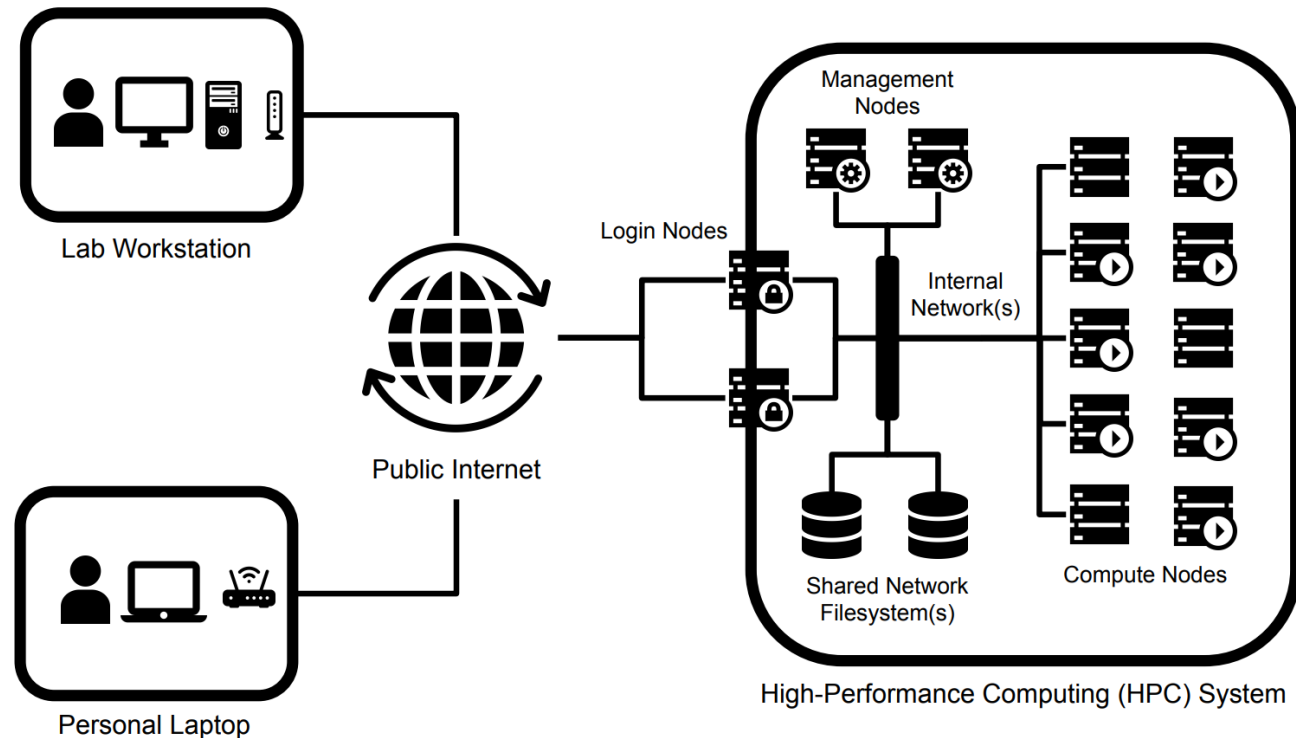 Management
Nodes
Login Nodes
Lab Workstation
Internal
Network(s)
Public Internet
Shared Network
Filesystem(s)
Compute Nodes
High-Performance Computing (HPC) System
Personal Laptop